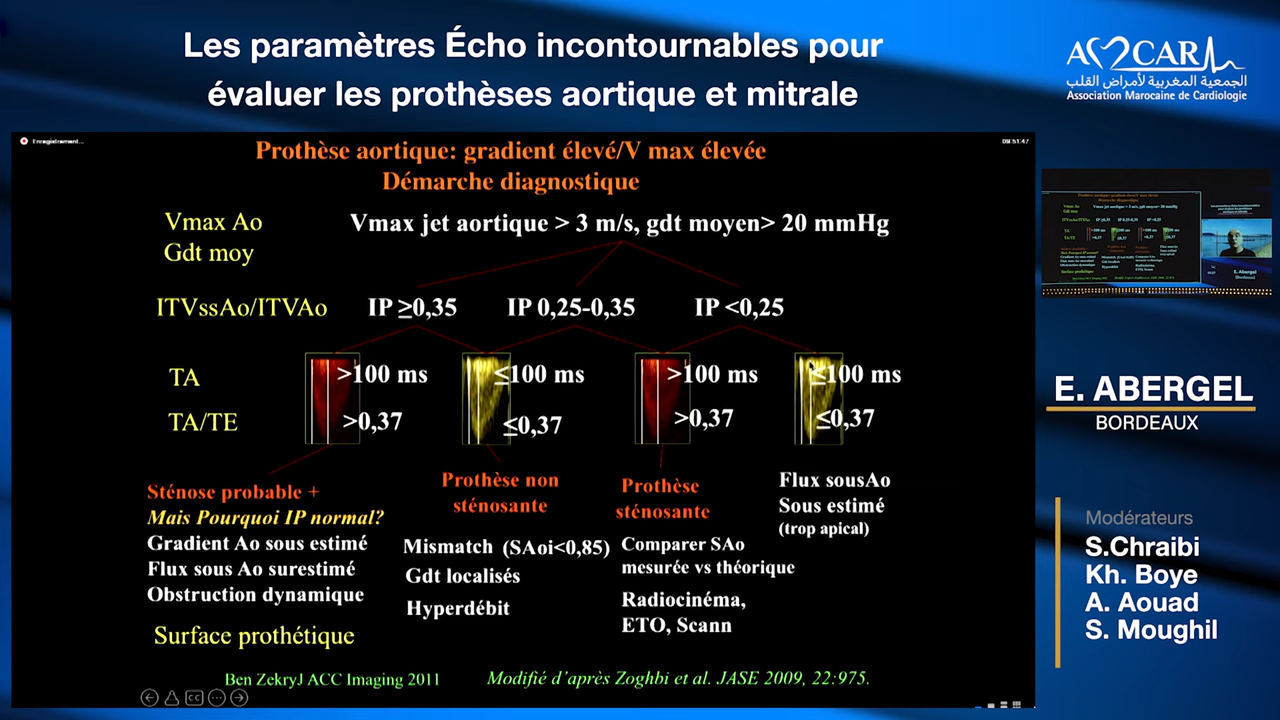 Les paramètres Écho incontournables pour
évaluer les prothèses aortique et mitrale
A CAR
الجمعية المغربية لأمراض القلب
Association Marocaine de Cardiologie
Enregistrement...
09:51:47
Prothèse aortique: gradient élevé/V max élevée
Démarche diagnostique
Vmax Ao
Gdt moy
Vmax jet aortique > 3 m/s, gdt moyen> 20 mmHg
ITVssAo/ITVAo
IP ≥0,35
IP 0,25-0,35
IP <0,25
TA
>100 ms
≤100 ms
>100 ms
≤100 ms
TA/TE
>0,37
≤0,37
>0,37
≤0,37
Sténose probable +
Mais Pourquoi IP normal?
Gradient Ao sous estimé
Flux sous Ao surestimé
Obstruction dynamique
Prothèse non
sténosante
Mismatch (SAoi<0,85)
Gdt localisés
Hyperdébit
Prothèse
sténosante
Comparer SAo
mesurée vs théorique
Radiocinéma,
ETO, Scann
Flux sousAo
Sous estimé
(trop apical)
Surface prothétique
Ben ZekryJ ACC Imaging 2011
Modifié d'après Zoghbi et al. JASE 2009, 22:975.
E. Abergel
(Bordeaux)
E. ABERGEL
BORDEAUX
Modérateurs
S.Chraibi
Kh. Boye
A. Aouad
S. Moughil